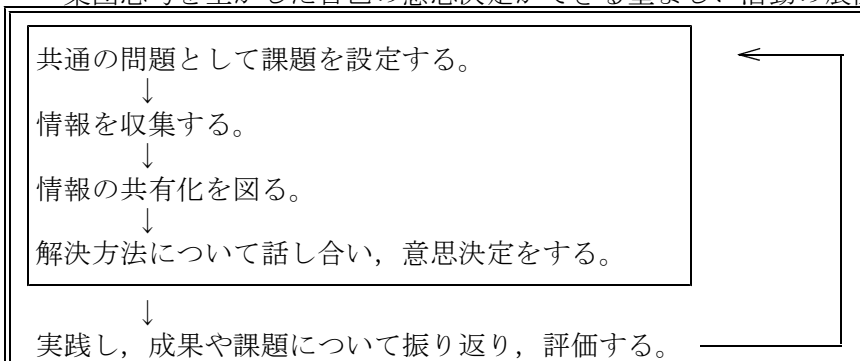 共通の問題として課題を設定する。
↓
情報を収集する。
↓
情報の共有化を図る。
↓
解決方法について話し合い，意思決定をする。
↓
実践し，成果や課題について振り返り，評価する。